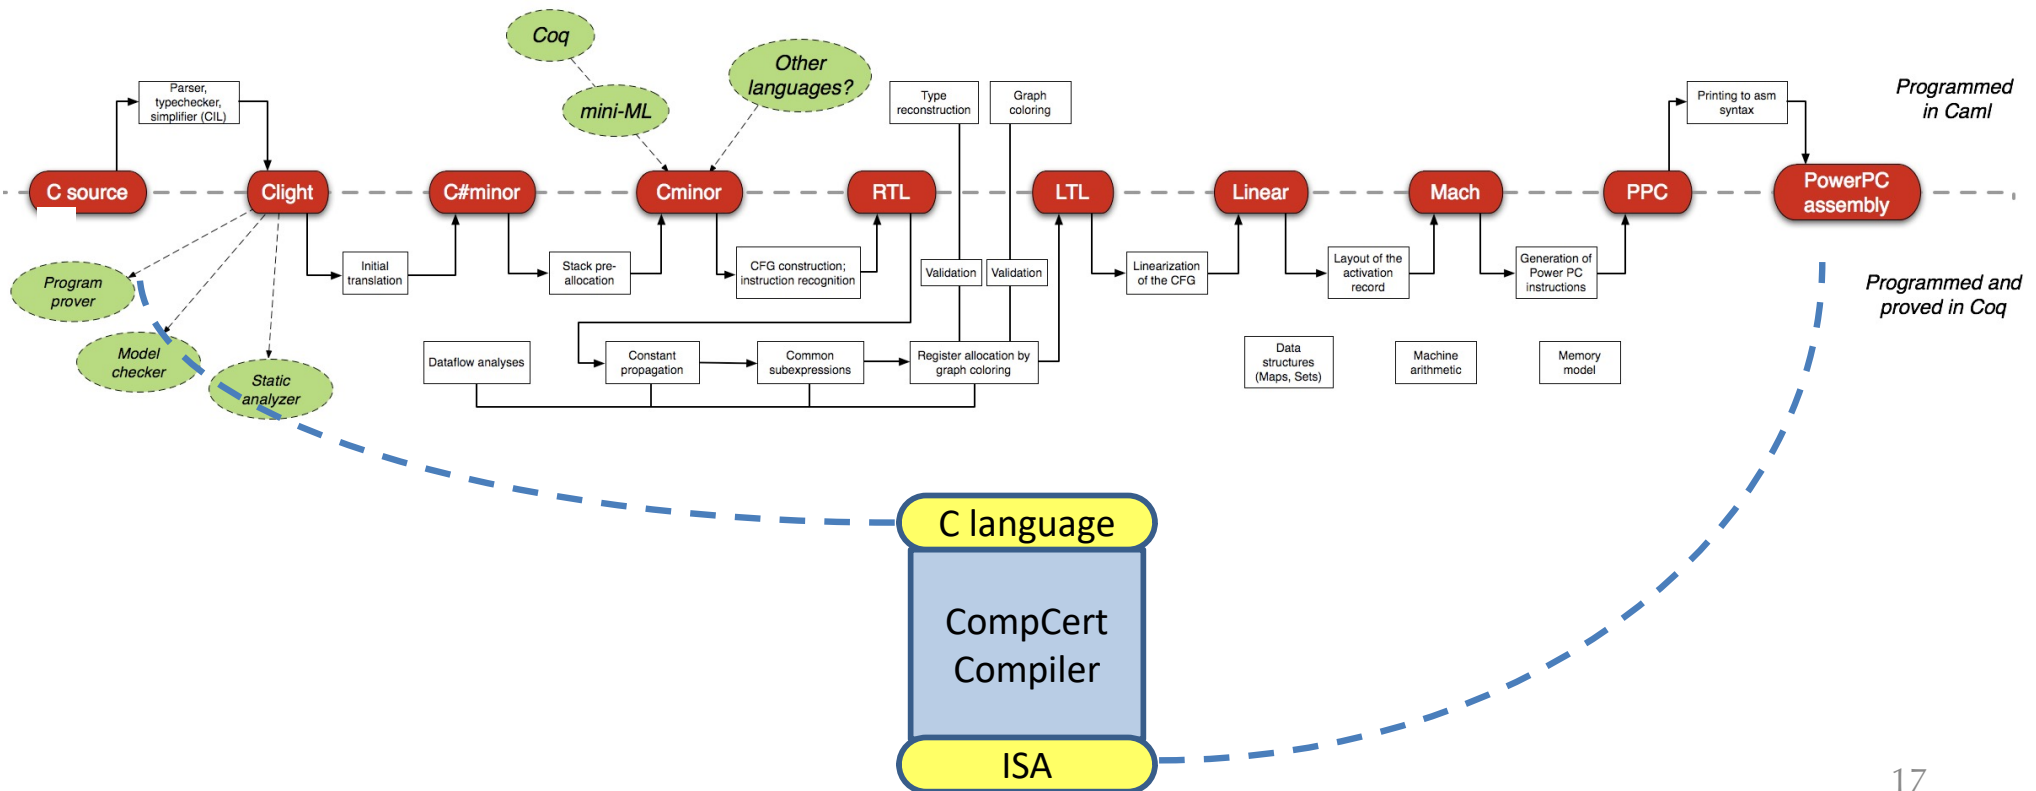 Coq
Other
languages?
mini-ML
Parser,
typechecker,
simplifier (CIL)
Type
reconstruction
Graph
coloring
Printing to asm
syntax
Programmed
in Caml
C source
Clight
C#minor
Cminor
RTL
LTL
Linear
Mach
PPC
PowerPC
assembly
Program
prover
Model
checker
Static
analyzer
Initial
translation
Stack pre-
allocation
CFG construction;
instruction recognition
Validation
Validation
Linearization
of the CFG
Layout of the
activation
record
Generation of
Power PC
instructions
Programmed and
proved in Coq
Dataflow analyses
Constant
propagation
Common
subexpressions
Register allocation by
graph coloring
Data
structures
(Maps, Sets)
Machine
arithmetic
Memory
model
C language
CompCert
Compiler
ISA
17